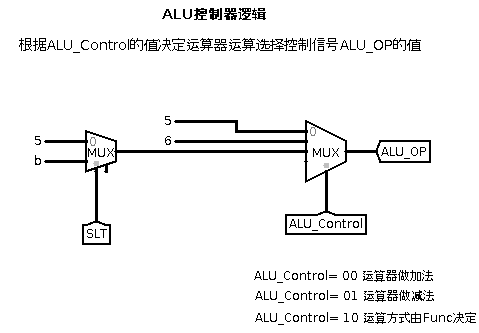 ALU控制器逻辑
根据ALU_Control的值决定运算器运算选择控制信号ALU_OP的值
5
6
5
b
0
MUX
0
MUX
ALU_OP
SLT
ALU_Control
ALU_Control= 00 运算器做加法
ALU_Control= 01 运算器做减法
ALU_Control= 10 运算方式由Func决定